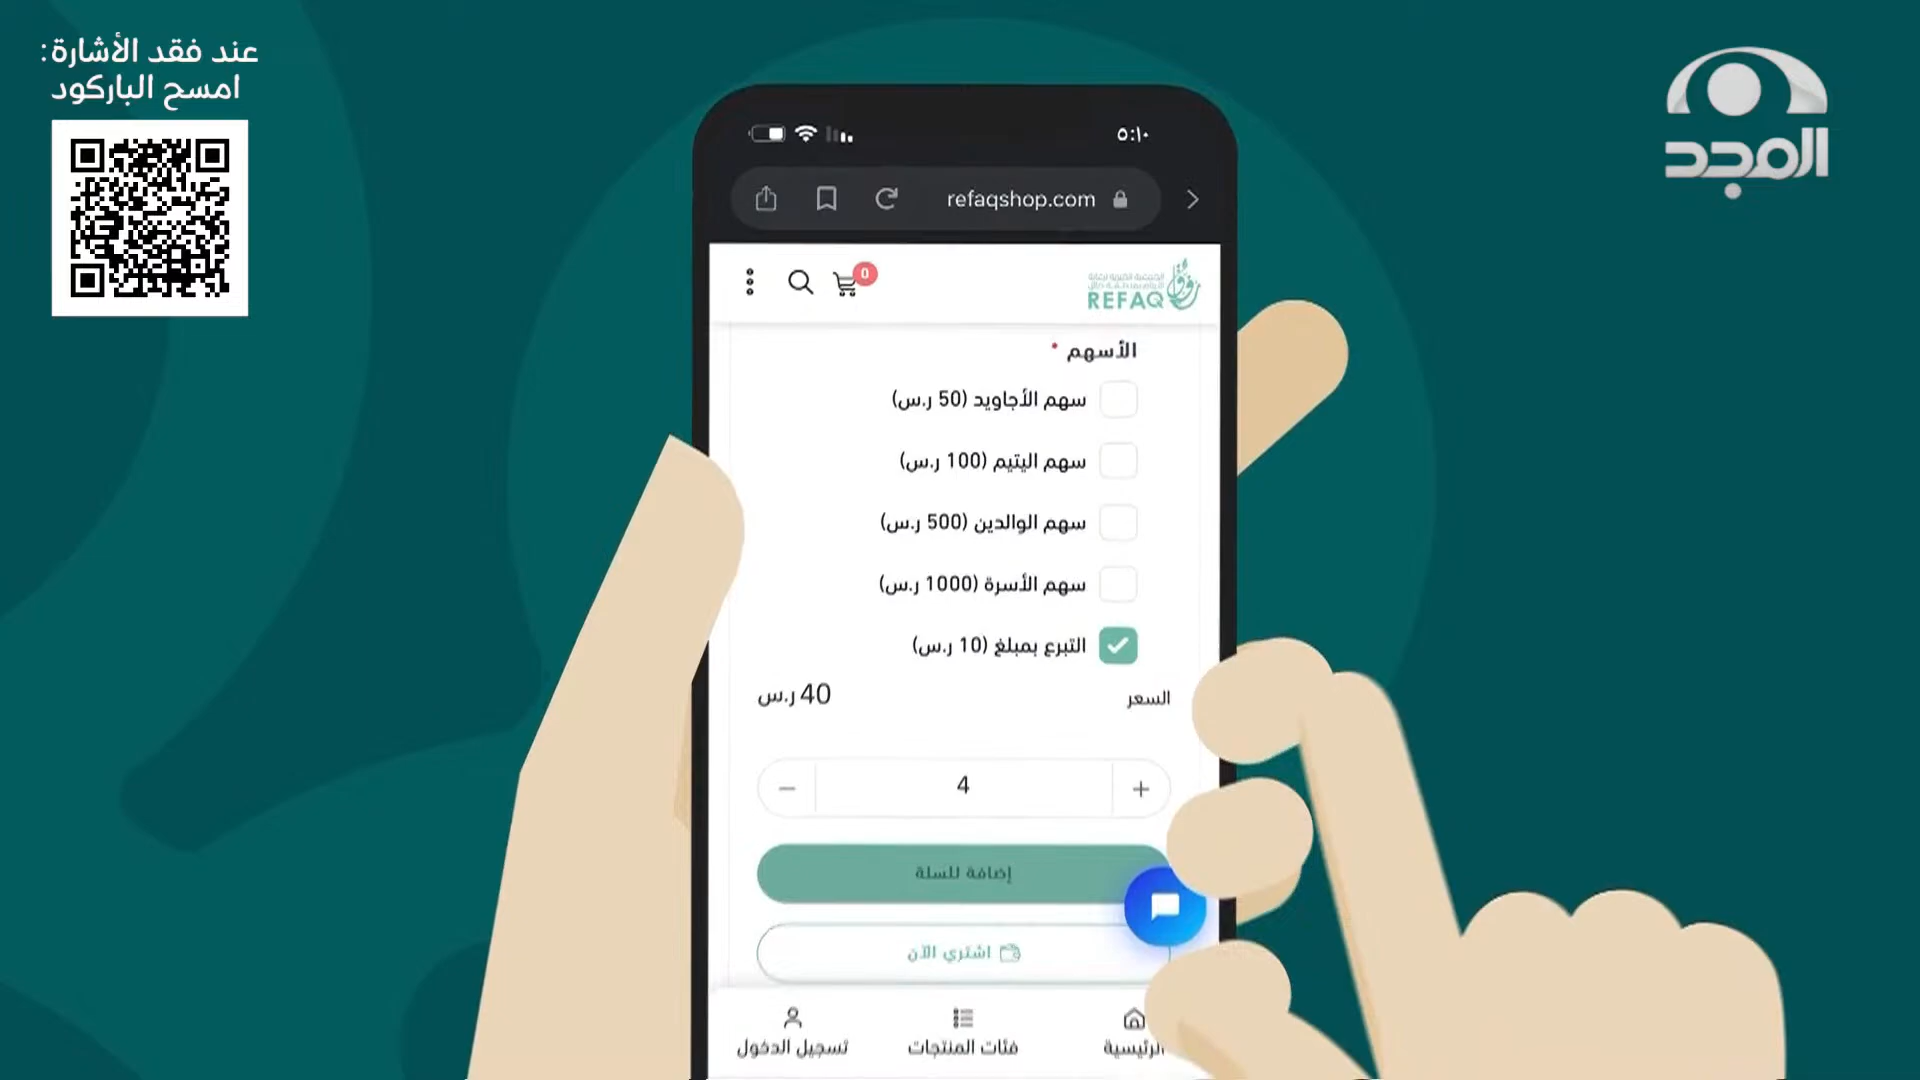 عند فقد الأشارة:
امسح الباركود
المجد
٥:١٠
refaqshop.com
0
REFAQ
الأسهم *
سهم الأجاويد (50 ر.س)
سهم اليتيم (100 ر.س)
سهم الوالدين (500 ر.س)
سهم الأسرة (1000 ر.س)
التبرع بمبلغ (10 ر.س)
السعر
40 ر.س
4
إضافة للسلة
اشتري الآن
الرئيسية
فئات المنتجات
تسجيل الدخول